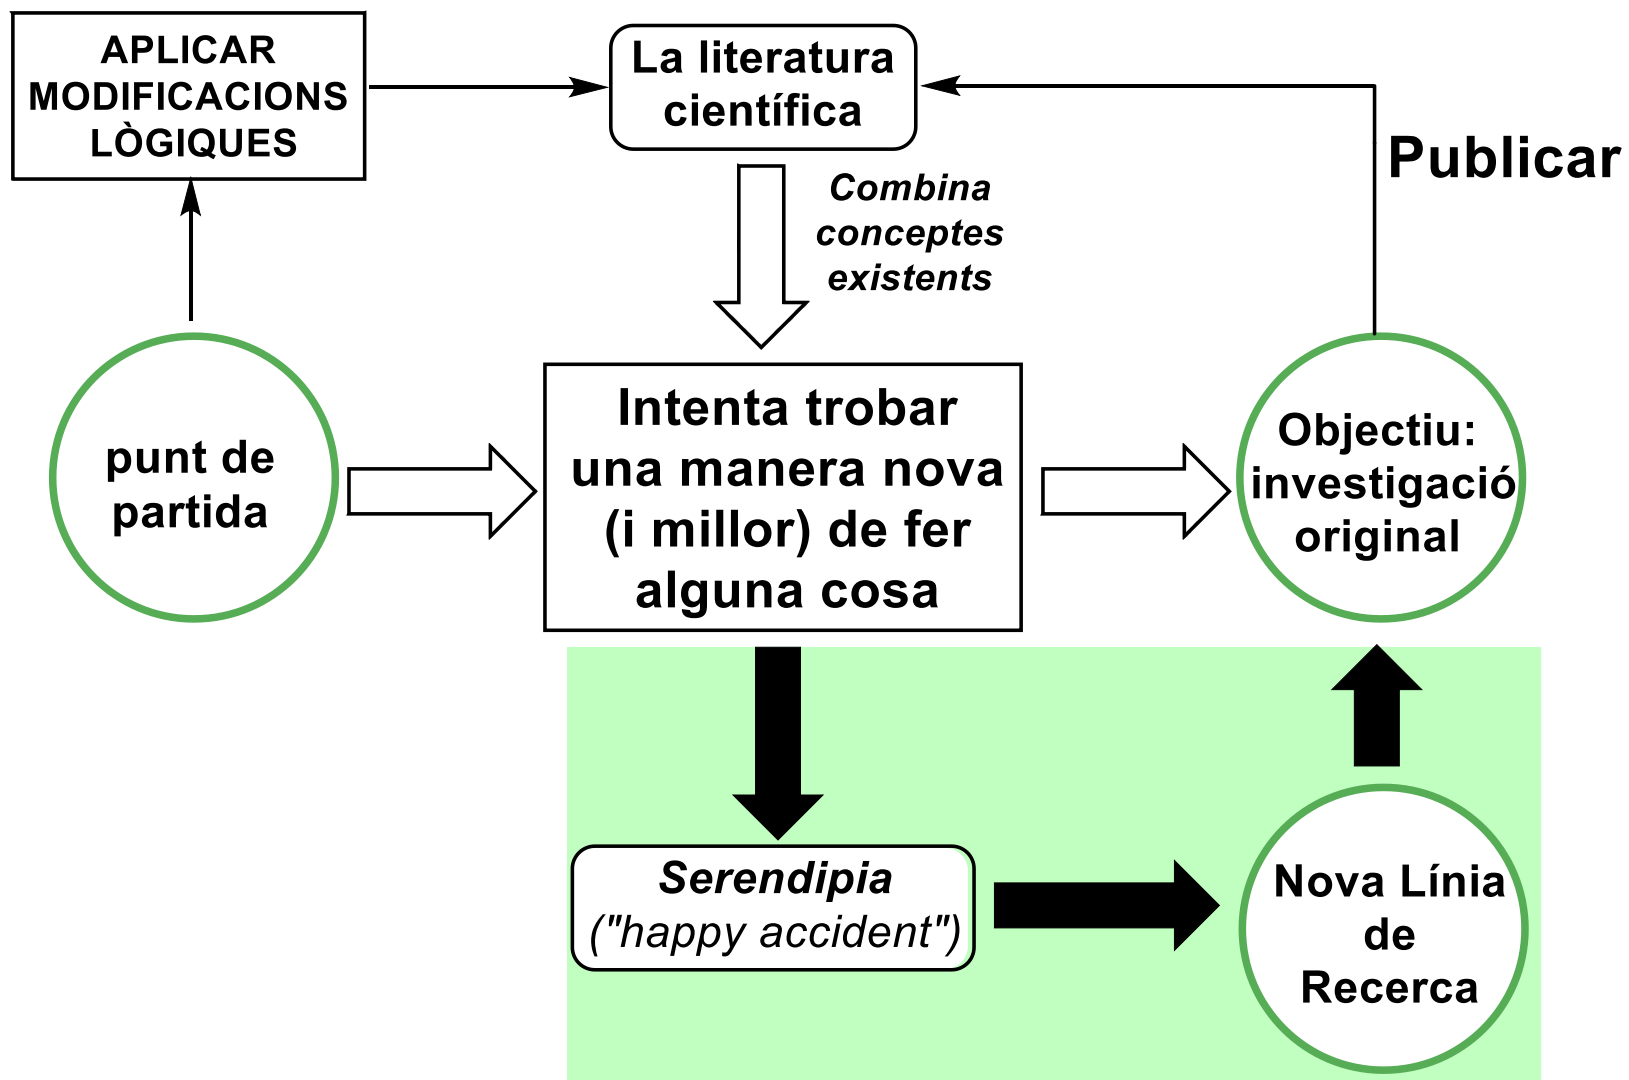 APLICAR
MODIFICACIONS
LÒGIQUES
La literatura
científica
Publicar
Combina
conceptes
existents
punt de
partida
Intenta trobar
una manera nova
(i millor) de fer
alguna cosa
Objectiu:
investigació
original
Serendipia
("happy accident")
Nova Línia
de
Recerca